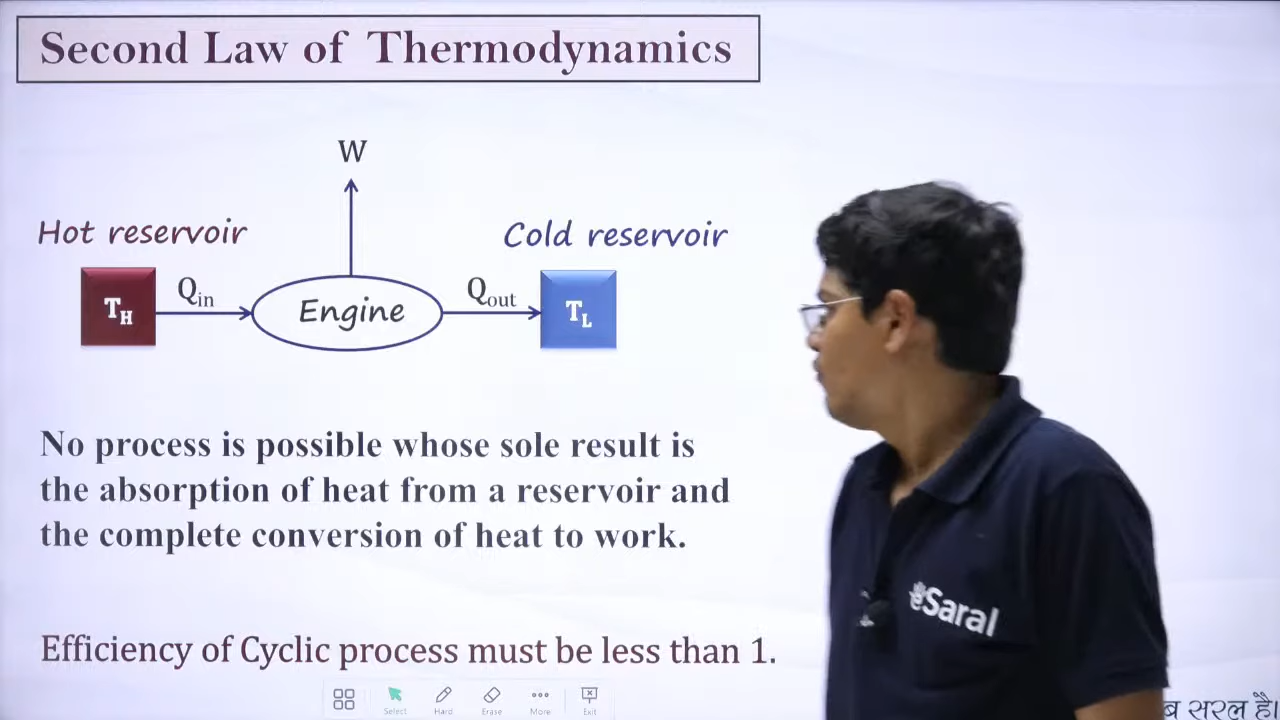 Second Law of Thermodynamics
W
Hot reservoir
Cold reservoir
T_H
Q_in
Engine
Q_out
T_L
No process is possible whose sole result is
the absorption of heat from a reservoir and
the complete conversion of heat to work.
Efficiency of Cyclic process must be less than 1.
Select
Hard
Erase
More
Exit
eSaral
ब सरल है।